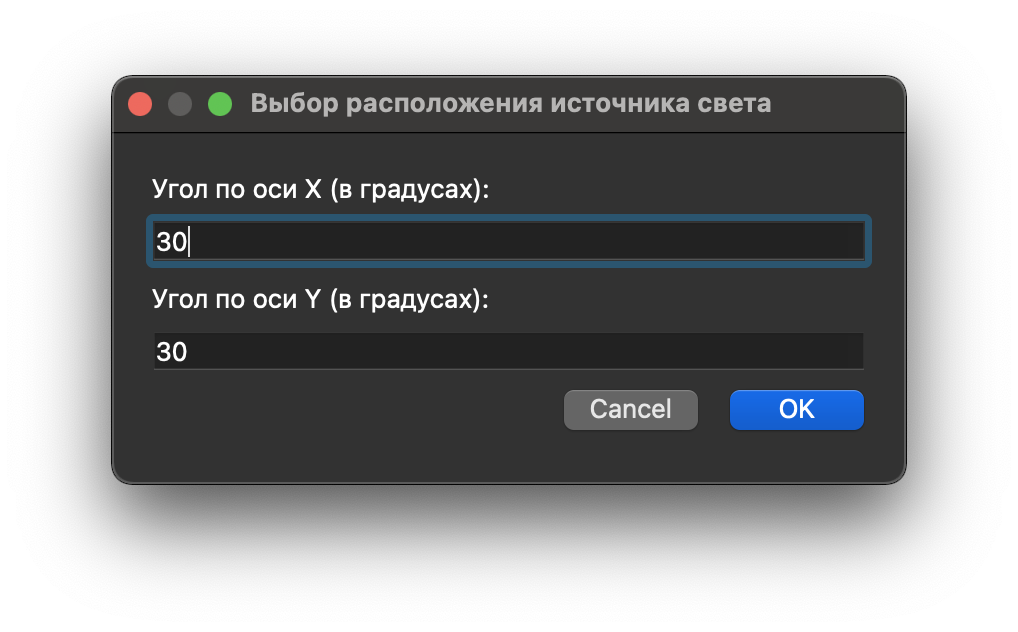 Выбор расположения источника света
Угол по оси X (в градусах):
30
Угол по оси Y (в градусах):
30
Cancel OK